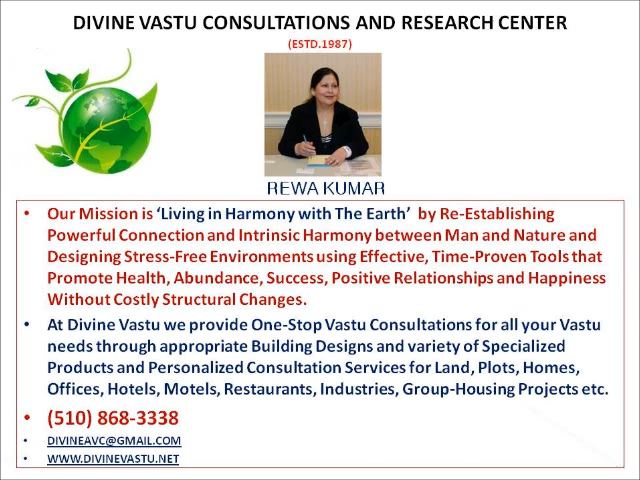 DIVINE VASTU CONSULTATIONS AND RESEARCH CENTER
(ESTD.1987)
REWA KUMAR
• Our Mission is ‘Living in Harmony with The Earth’ by Re-Establishing
Powerful Connection and Intrinsic Harmony between Man and Nature and
Designing Stress-Free Environments using Effective, Time-Proven Tools that
Promote Health, Abundance, Success, Positive Relationships and Happiness
Without Costly Structural Changes.
• At Divine Vastu we provide One-Stop Vastu Consultations for all your Vastu
needs through appropriate Building Designs and variety of Specialized
Products and Personalized Consultation Services for Land, Plots, Homes,
Offices, Hotels, Motels, Restaurants, Industries, Group-Housing Projects etc.
• (510) 868-3338
• DIVINEAVC@GMAIL.COM
• WWW.DIVINEVASTU.NET